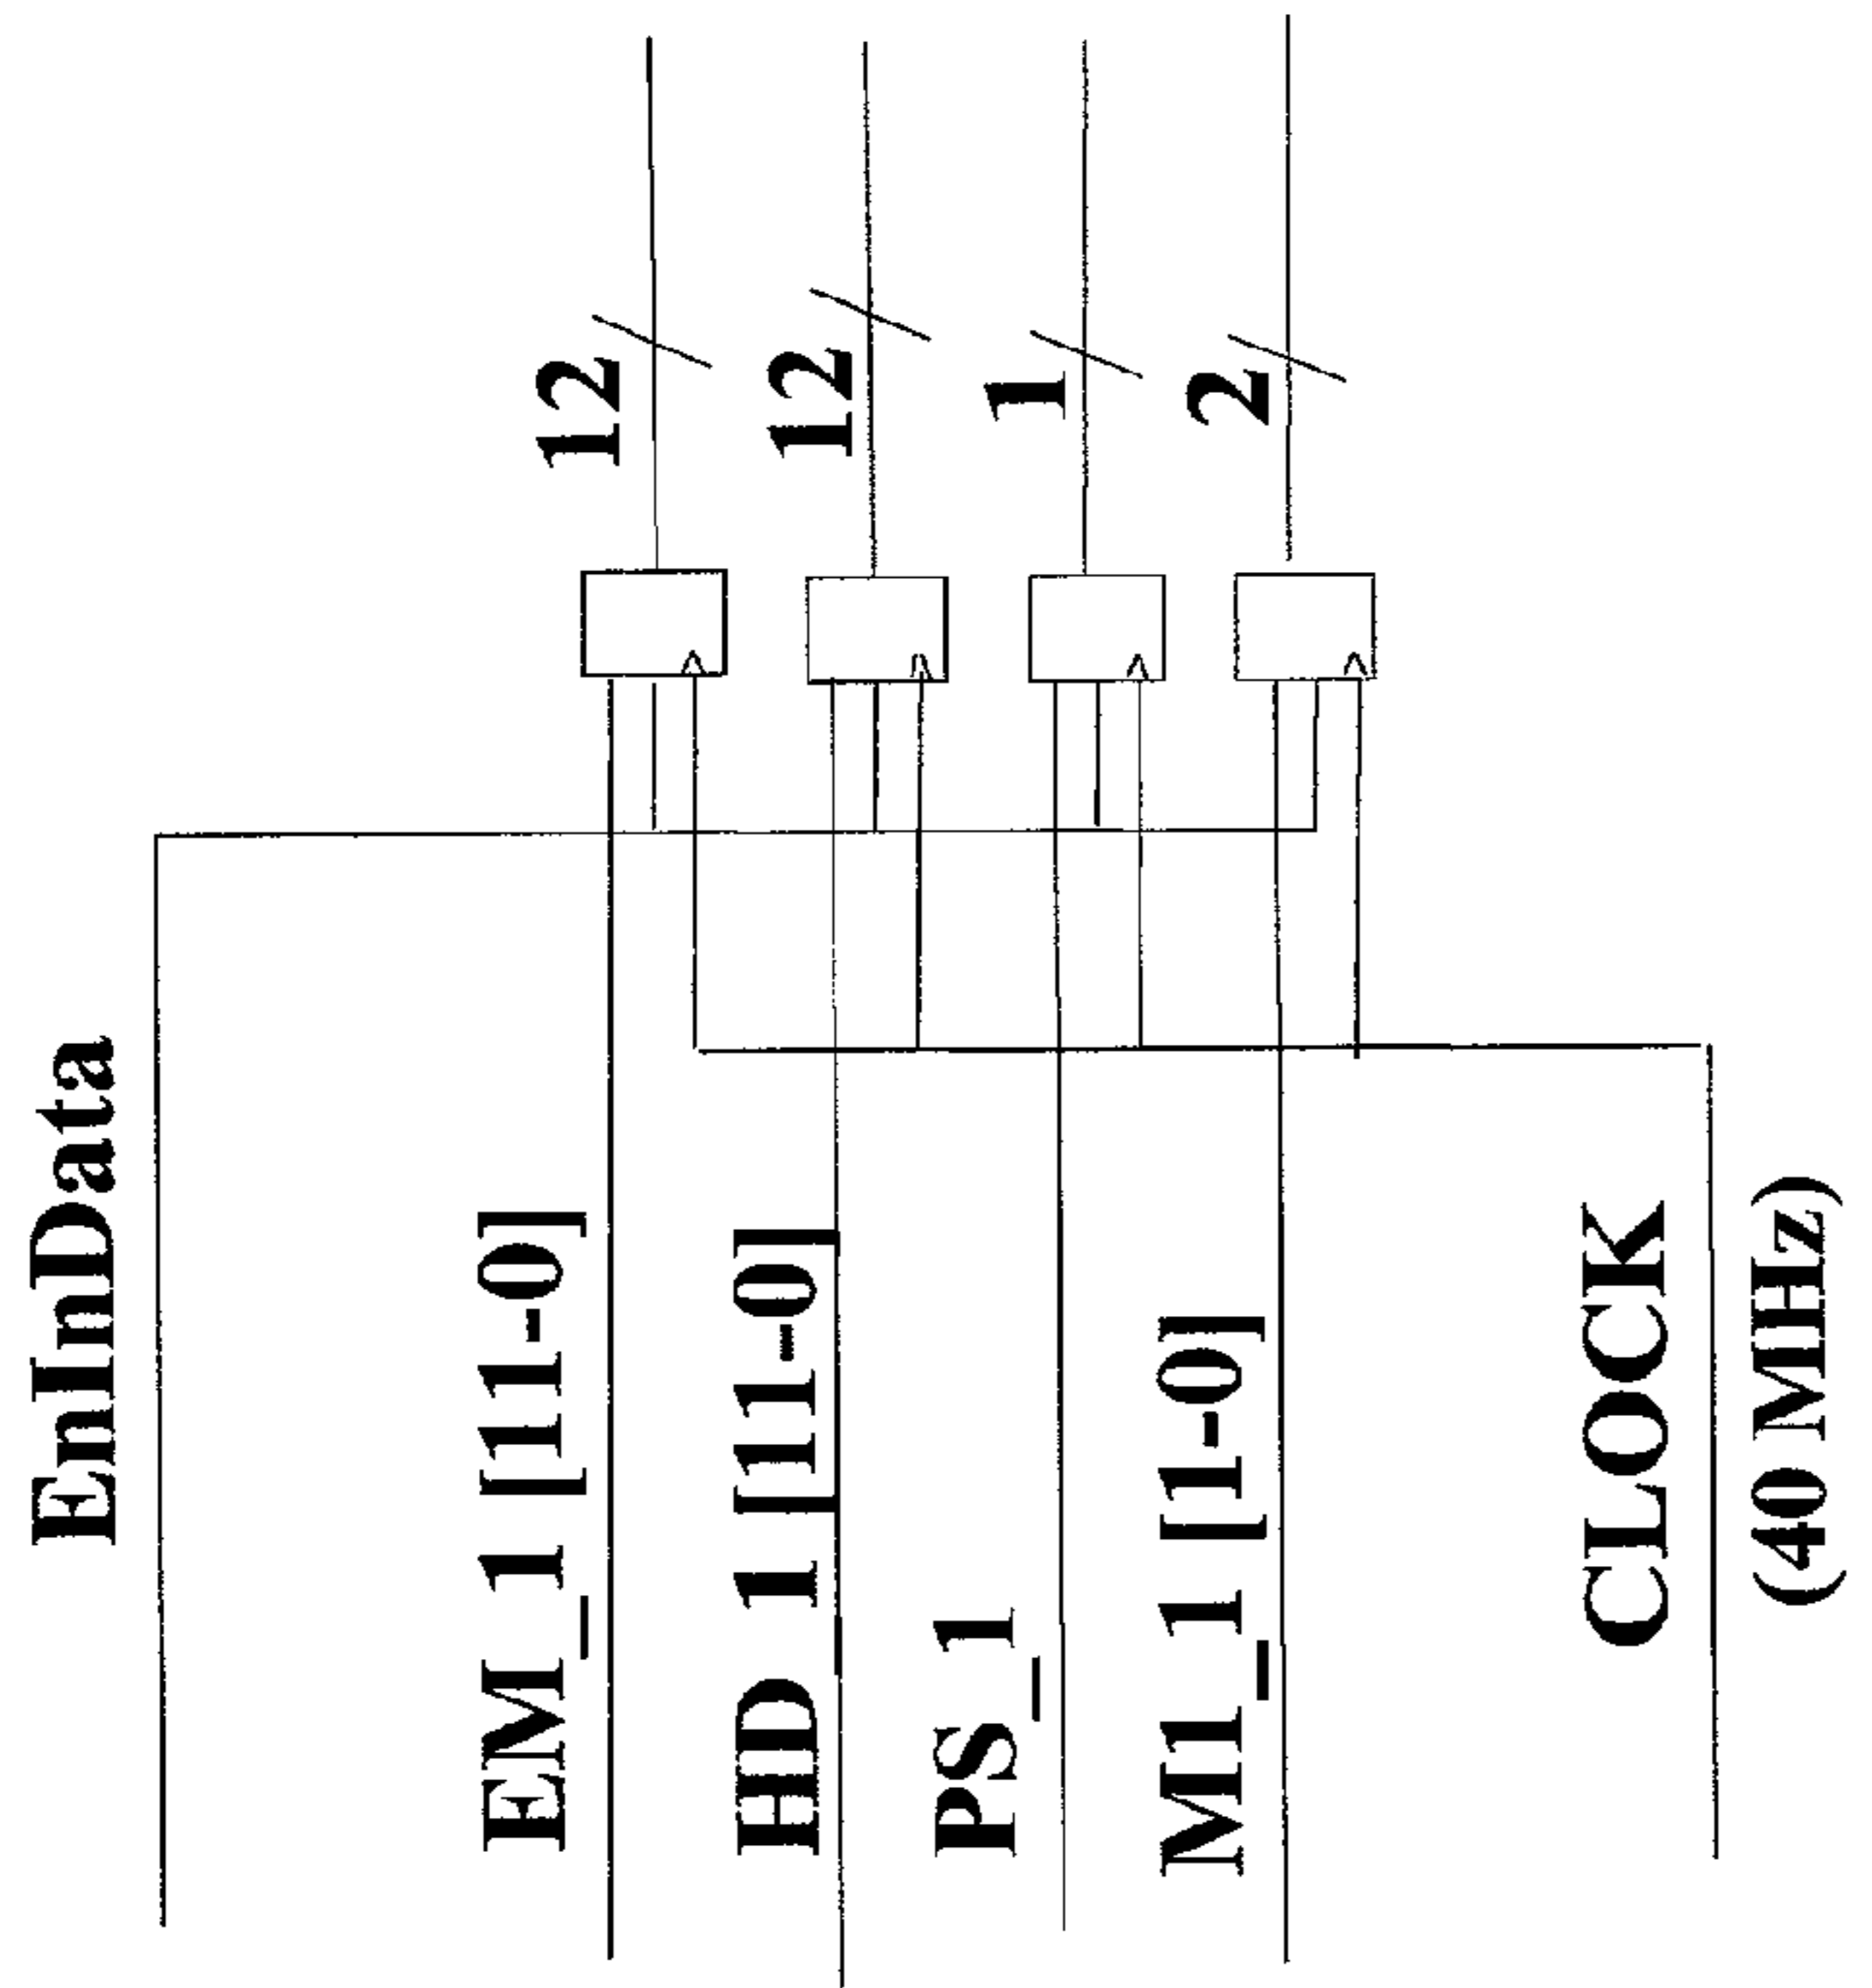 EnInData
EM_1 [11-0]
12
HD_1 [11-0]
12
PS_1
1
M1_1 [1-0]
2
CLOCK
(40 MHz)